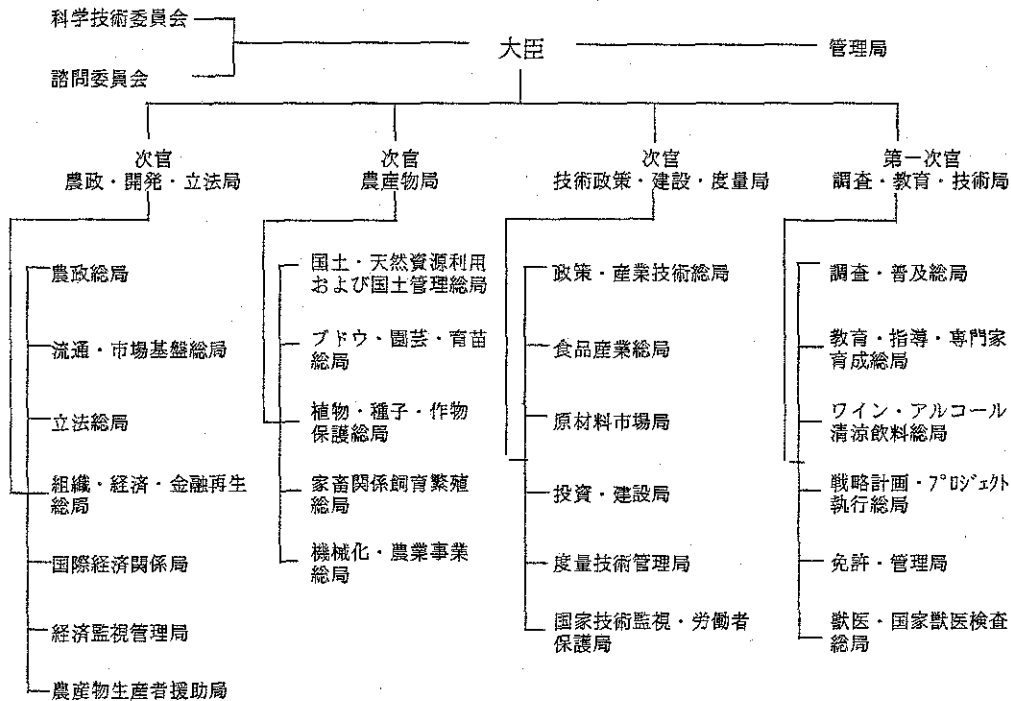 科学技術委員会
諮問委員会
大臣
管理局
次官
農政・開発・立法局
農政総局
流通・市場基盤総局
立法総局
組織・経済・金融再生
総局
国際経済関係局
経済監視管理局
農産物生産者援助局
次官
農産物局
国土・天然資源利用
および国土管理総局
ブドウ・園芸・育苗
総局
植物・種子・作物
保護総局
家畜関係飼育繁殖
総局
機械化・農業事業
総局
次官
技術政策・建設・度量局
政策・産業技術総局
食品産業総局
原材料市場局
投資・建設局
度量技術管理局
国家技術監視・労働者
保護局
第一次官
調査・教育・技術局
調査・普及総局
教育・指導・専門家
育成総局
ワイン・アルコール
清涼飲料総局
戦略計画・プロジェクト
執行総局
免許・管理局
獣医・国家獣医検査
総局